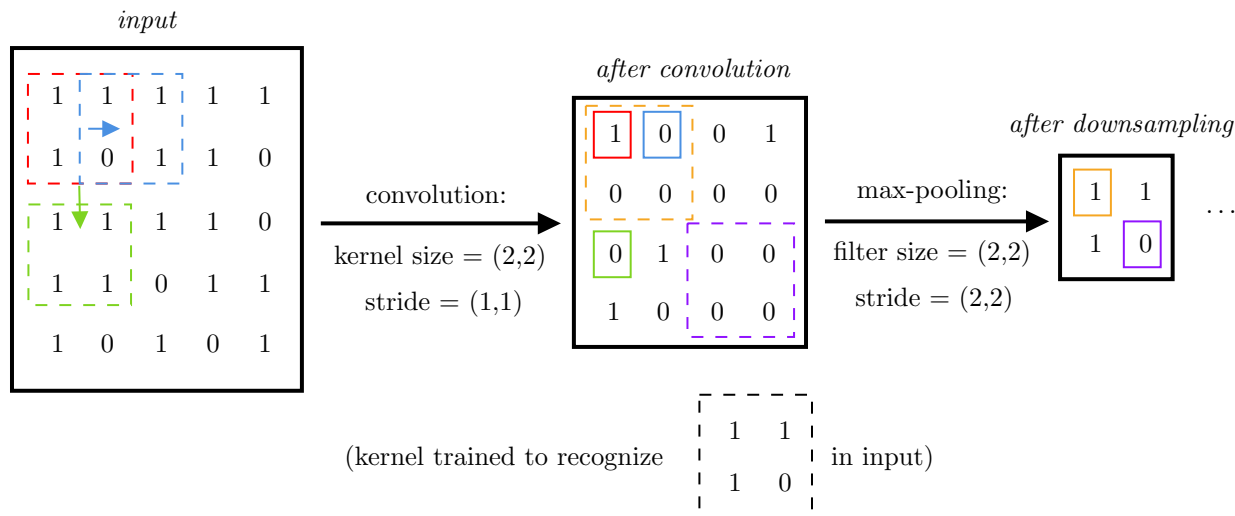 input
1 1 1 1 1
1 0 1 1 0
1 1 1 1 0
1 1 0 1 1
1 0 1 0 1
convolution:
kernel size = (2,2)
stride = (1,1)
after convolution
1 0 0 1
0 0 0 0
0 1 0 0
1 0 0 0
max-pooling:
filter size = (2,2)
stride = (2,2)
after downsampling
1 1
1 0
...
(kernel trained to recognize
1 1
1 0
in input)